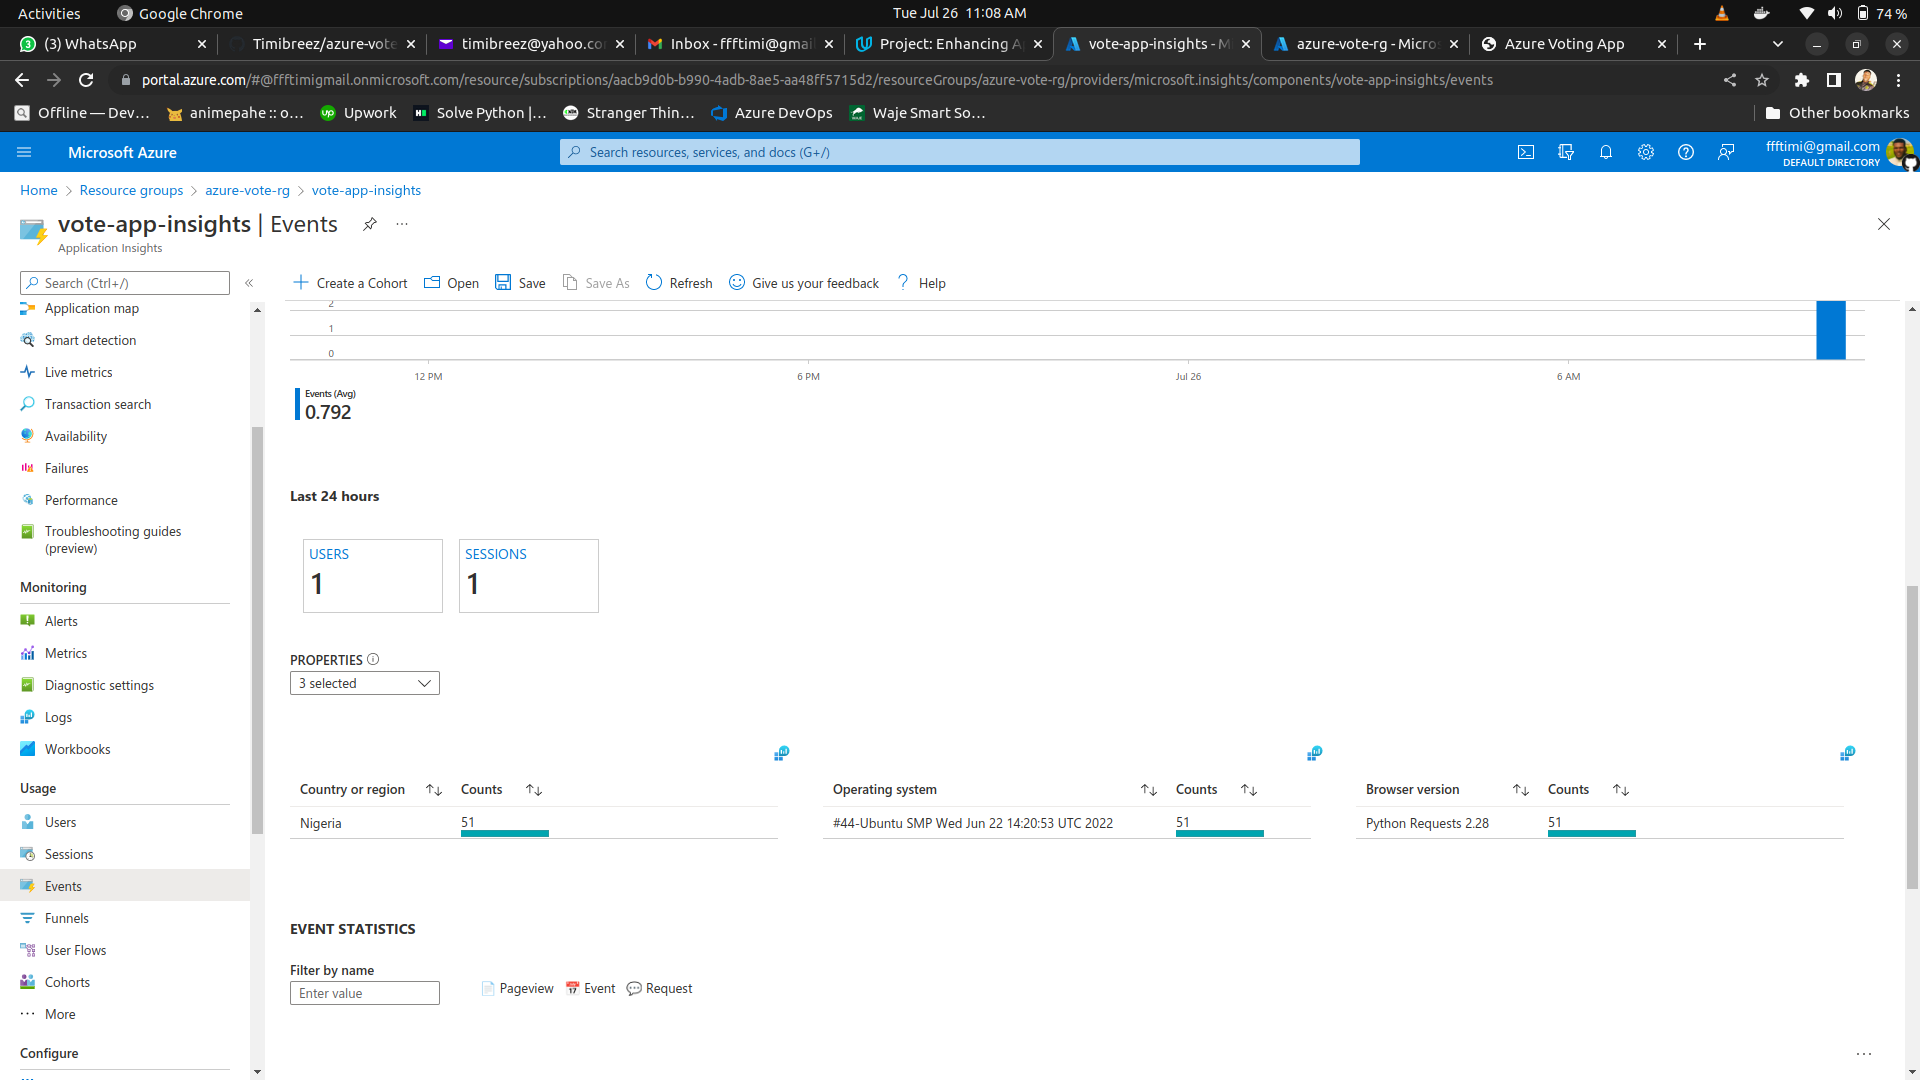 Activities
Google Chrome
Tue Jul 26 11:08 AM
74 %
(3) WhatsApp
Timibreez/azure-vote
timibreez@yahoo.co
Inbox - ffftimi@gmail
Project: Enhancing A
vote-app-insights - M
azure-vote-rg - Micros
Azure Voting App
portal.azure.com/#@ffftimigmail.onmicrosoft.com/resource/subscriptions/aacb9d0b-b990-4adb-8ae5-aa48ff5715d2/resourceGroups/azure-vote-rg/providers/microsoft.insights/components/vote-app-insights/events
Offline — Dev…
animepahe :: o…
Upwork
Solve Python |…
Stranger Thin…
Azure DevOps
Waje Smart So…
Other bookmarks
Microsoft Azure
Search resources, services, and docs (G+/)
ffftimi@gmail.com
DEFAULT DIRECTORY
Home > Resource groups > azure-vote-rg > vote-app-insights
vote-app-insights | Events
Application Insights
Search (Ctrl+/)
Create a Cohort
Open
Save
Save As
Refresh
Give us your feedback
Help
Application map
Smart detection
Live metrics
Transaction search
Availability
Failures
Performance
Troubleshooting guides
(preview)
Monitoring
Alerts
Metrics
Diagnostic settings
Logs
Workbooks
Usage
Users
Sessions
Events
Funnels
User Flows
Cohorts
More
Configure
2
1
0
12 PM
6 PM
Jul 26
6 AM
Events (Avg)
0.792
Last 24 hours
USERS
1
SESSIONS
1
PROPERTIES
3 selected
Country or region
Counts
Nigeria
51
Operating system
Counts
#44-Ubuntu SMP Wed Jun 22 14:20:53 UTC 2022
51
Browser version
Counts
Python Requests 2.28
51
EVENT STATISTICS
Filter by name
Enter value
Pageview
Event
Request